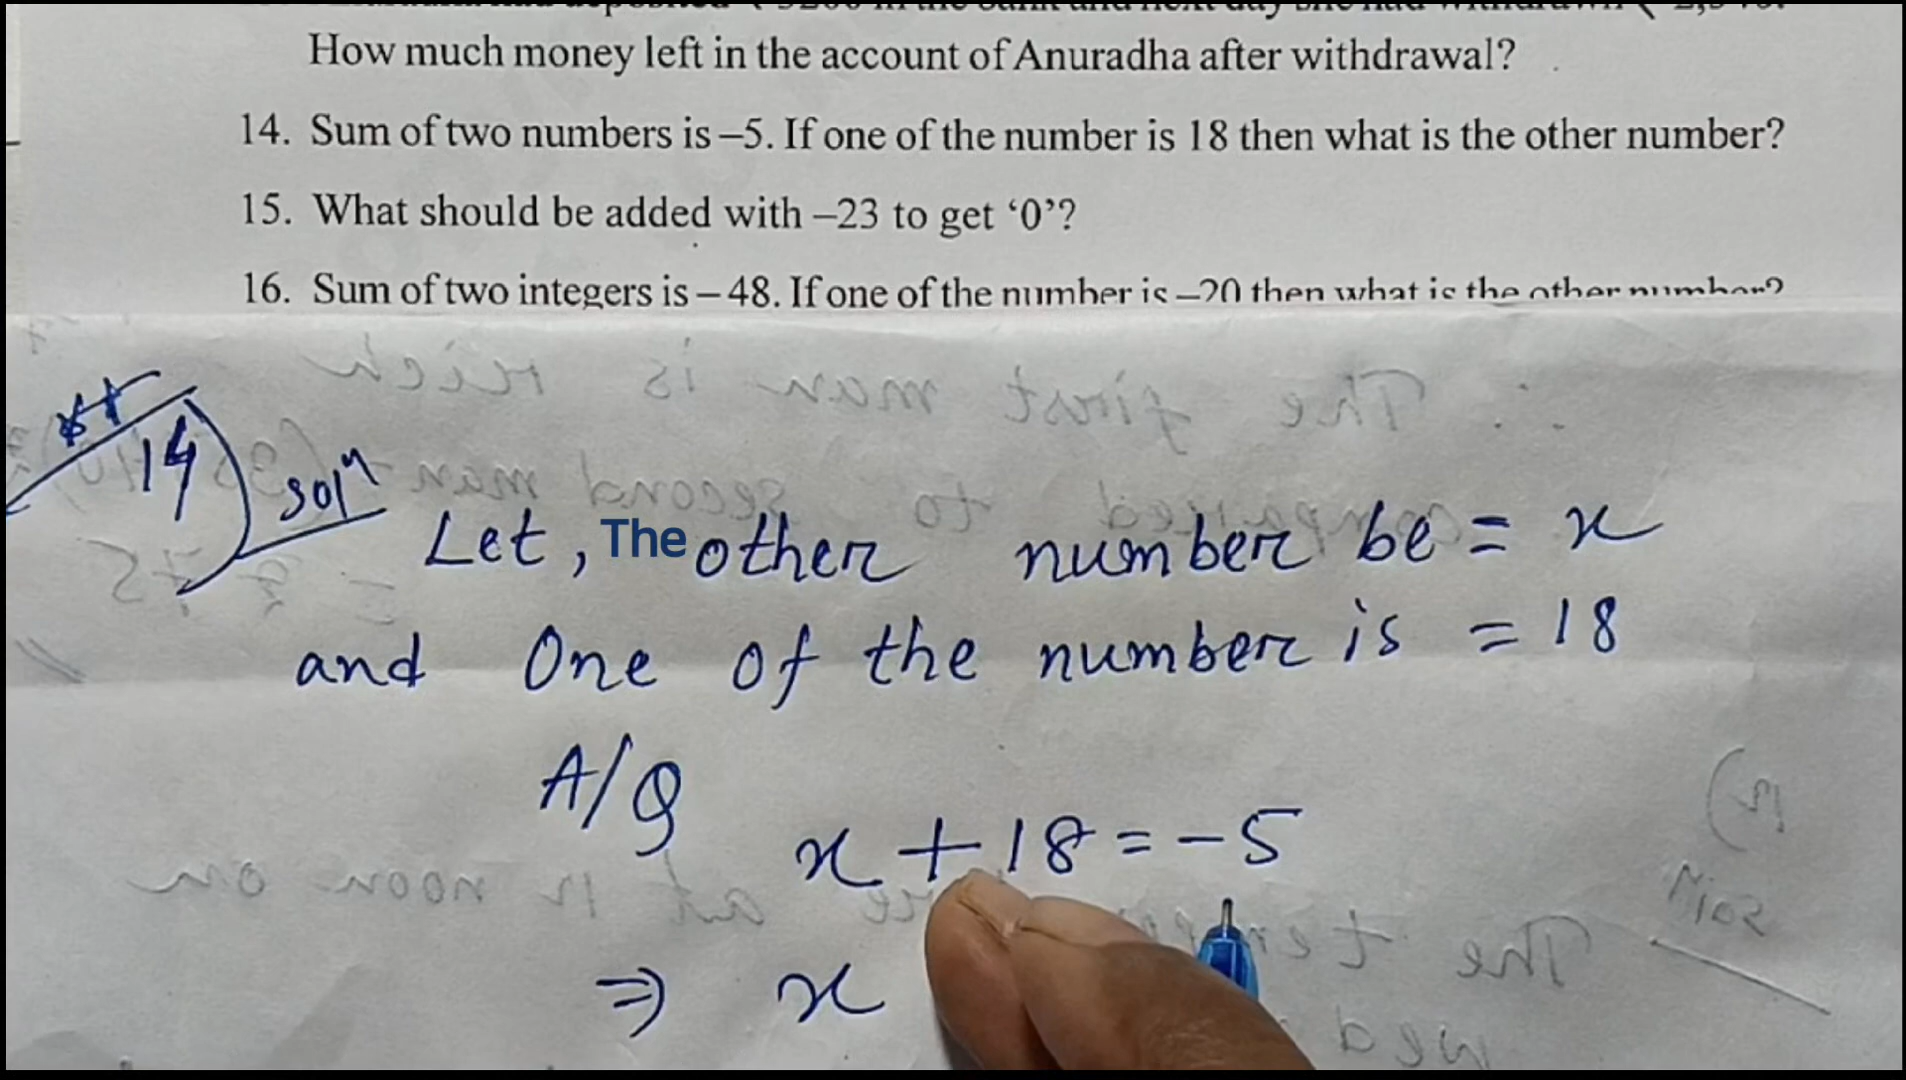 How much money left in the account of Anuradha after withdrawal?
14. Sum of two numbers is –5. If one of the number is 18 then what is the other number?
15. What should be added with –23 to get ‘0’?
16. Sum of two integers is – 48. If one of the number is –20 then what is the other number?
14) solⁿ
Let, The other number be = x
and One of the number is = 18
A/Q
x + 18 = - 5
⇒ x